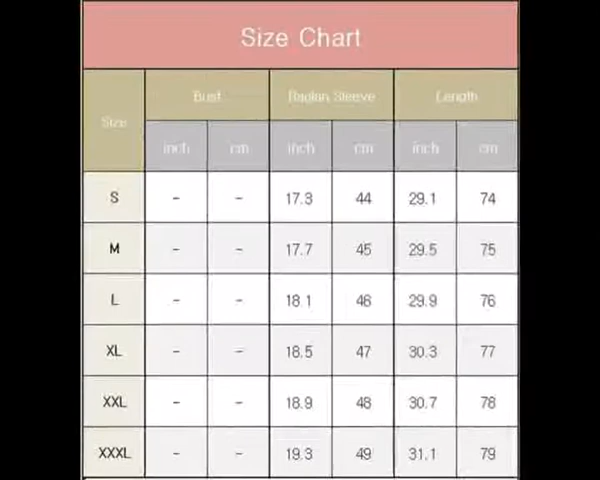 Size Chart
Size Bust Raglan Sleeve Length
inch cm inch cm inch cm
S - - 17.3 44 29.1 74
M - - 17.7 45 29.5 75
L - - 18.1 46 29.9 76
XL - - 18.5 47 30.3 77
XXL - - 18.9 48 30.7 78
XXXL - - 19.3 49 31.1 79